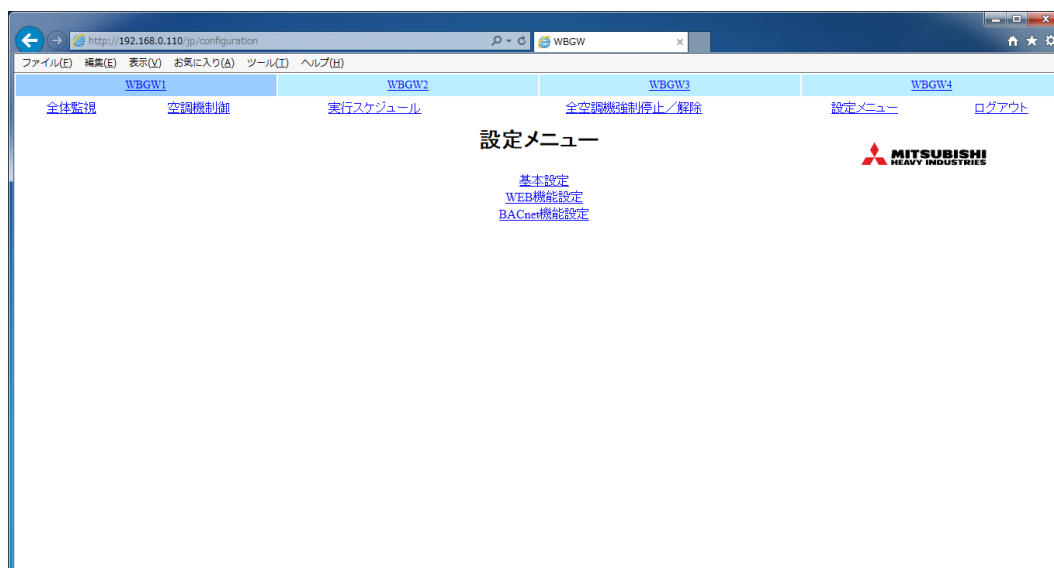 http://192.168.0.110/jp/configuration WBGW
ファイル(F) 編集(E) 表示(V) お気に入り(A) ツール(T) ヘルプ(H)
WBGW1 WBGW2 WBGW3 WBGW4
全体監視 空調機制御 実行スケジュール 全空調機強制停止／解除 設定メニュー ログアウト
設定メニュー
MITSUBISHI
HEAVY INDUSTRIES
基本設定
WEB機能設定
BACnet機能設定